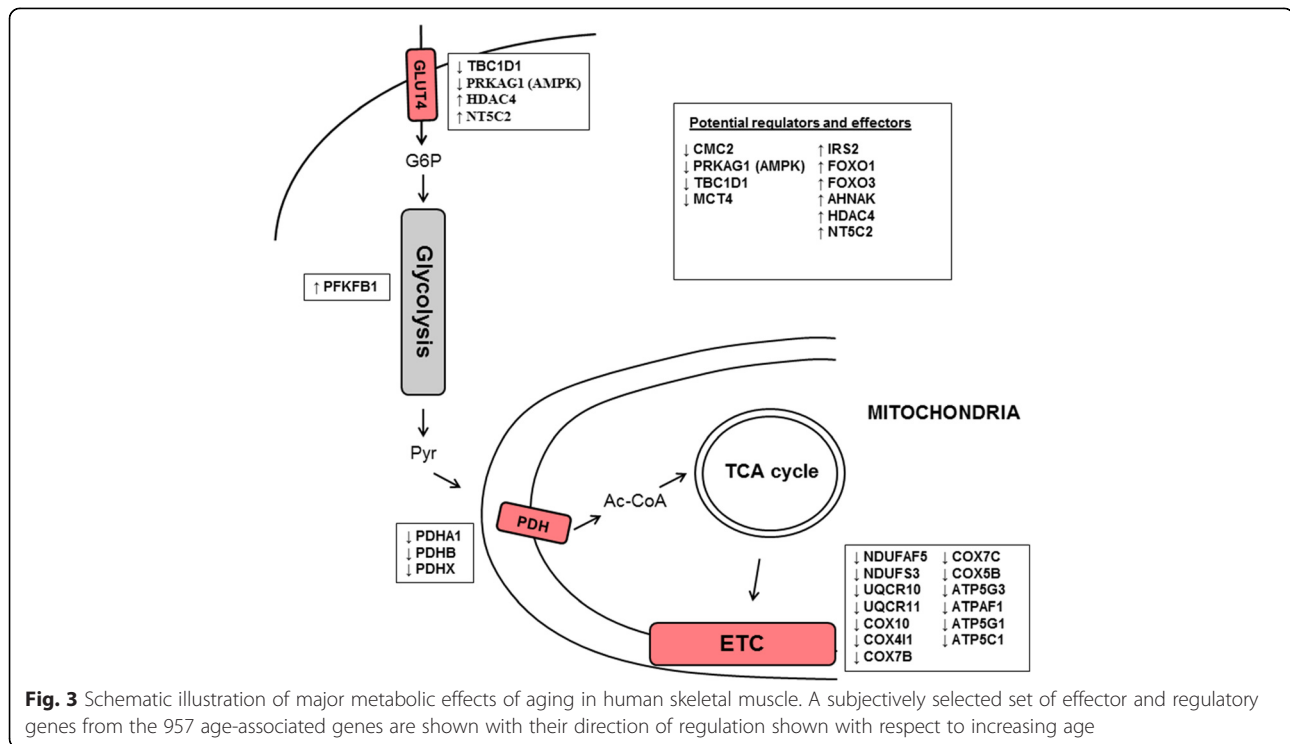 GLUT4
↓ TBC1D1
↓ PRKAG1 (AMPK)
↑ HDAC4
↑ NT5C2
G6P
Glycolysis
↑ PFKFB1
Pyr
Potential regulators and effectors
↓ CMC2
↓ PRKAG1 (AMPK)
↓ TBC1D1
↓ MCT4
↑ IRS2
↑ FOXO1
↑ FOXO3
↑ AHNAK
↑ HDAC4
↑ NT5C2
MITOCHONDRIA
TCA cycle
Ac-CoA
PDH
↓ PDHA1
↓ PDHB
↓ PDHX
ETC
↓ NDUFAF5
↓ NDUFS3
↓ UQCR10
↓ UQCR11
↓ COX10
↓ COX4I1
↓ COX7B
↓ COX7C
↓ COX5B
↓ ATP5G3
↓ ATPAF1
↓ ATP5G1
↓ ATP5C1
Fig. 3 Schematic illustration of major metabolic effects of aging in human skeletal muscle. A subjectively selected set of effector and regulatory
genes from the 957 age-associated genes are shown with their direction of regulation shown with respect to increasing age